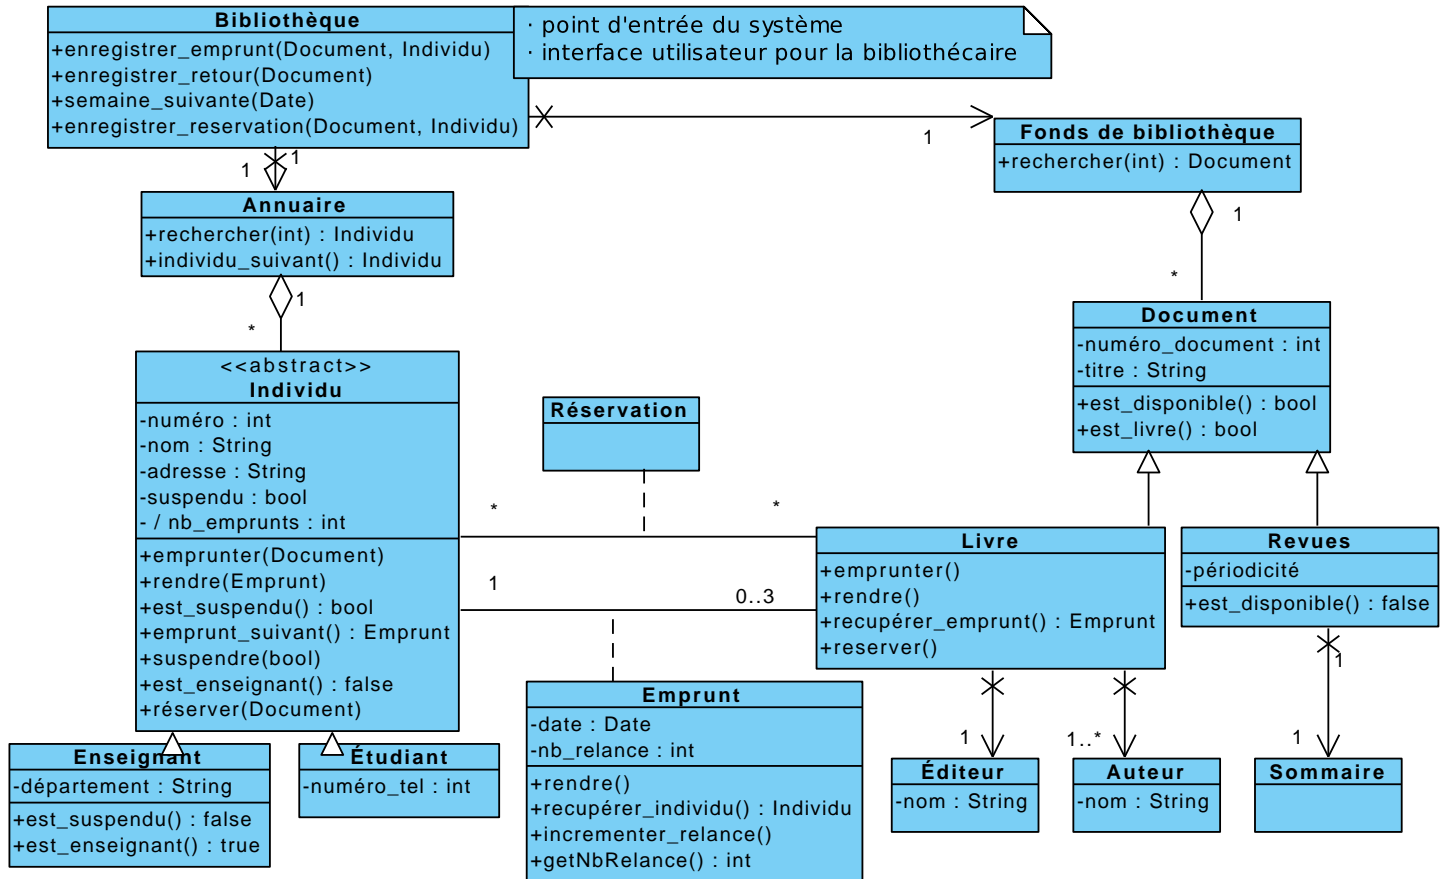 Bibliothèque
+enregistrer_emprunt(Document, Individu)
+enregistrer_retour(Document)
+semaine_suivante(Date)
+enregistrer_reservation(Document, Individu)
· point d'entrée du système
· interface utilisateur pour la bibliothécaire
1
1
1
Fonds de bibliothèque
+rechercher(int) : Document
Annuaire
+rechercher(int) : Individu
+individu_suivant() : Individu
1
*
1
*
Document
-numéro_document : int
-titre : String
+est_disponible() : bool
+est_livre() : bool
<<abstract>>
Individu
-numéro : int
-nom : String
-adresse : String
-suspendu : bool
- / nb_emprunts : int
+emprunter(Document)
+rendre(Emprunt)
+est_suspendu() : bool
+emprunt_suivant() : Emprunt
+suspendre(bool)
+est_enseignant() : false
+réserver(Document)
Réservation
*
*
1
0..3
Livre
+emprunter()
+rendre()
+recupérer_emprunt() : Emprunt
+reserver()
Revues
-périodicité
+est_disponible() : false
Emprunt
-date : Date
-nb_relance : int
+rendre()
+recupérer_individu() : Individu
+incrementer_relance()
+getNbRelance() : int
1
1..*
1
1
Enseignant
-département : String
+est_suspendu() : false
+est_enseignant() : true
Étudiant
-numéro_tel : int
Éditeur
-nom : String
Auteur
-nom : String
Sommaire